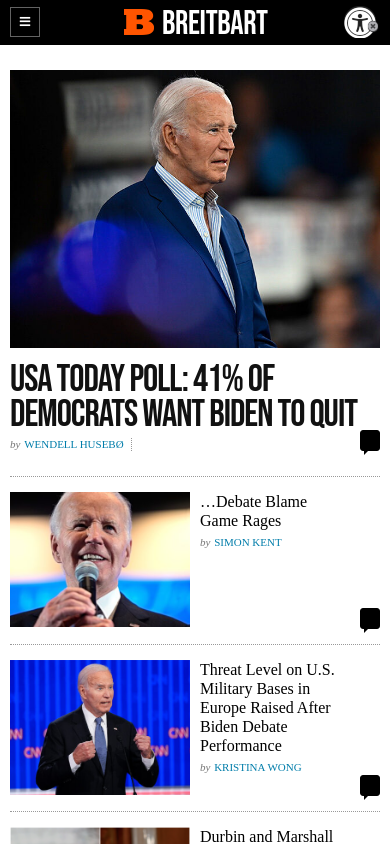 BREITBART
USA TODAY POLL: 41% OF
DEMOCRATS WANT BIDEN TO QUIT
by WENDELL HUSEBØ
…Debate Blame
Game Rages
by SIMON KENT
Threat Level on U.S.
Military Bases in
Europe Raised After
Biden Debate
Performance
by KRISTINA WONG
Durbin and Marshall